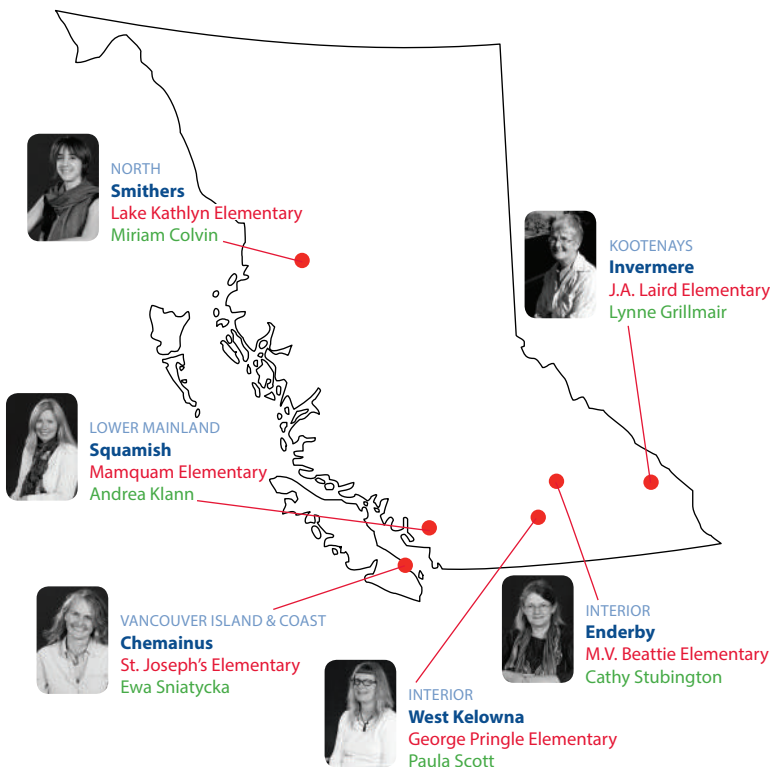 NORTH
Smithers
Lake Kathlyn Elementary
Miriam Colvin
KOOTENAYS
Invermere
J.A. Laird Elementary
Lynne Grillmair
LOWER MAINLAND
Squamish
Mamquam Elementary
Andrea Klann
VANCOUVER ISLAND & COAST
Chemainus
St. Joseph's Elementary
Ewa Sniatycka
INTERIOR
Enderby
M.V. Beattie Elementary
Cathy Stubington
INTERIOR
West Kelowna
George Pringle Elementary
Paula Scott